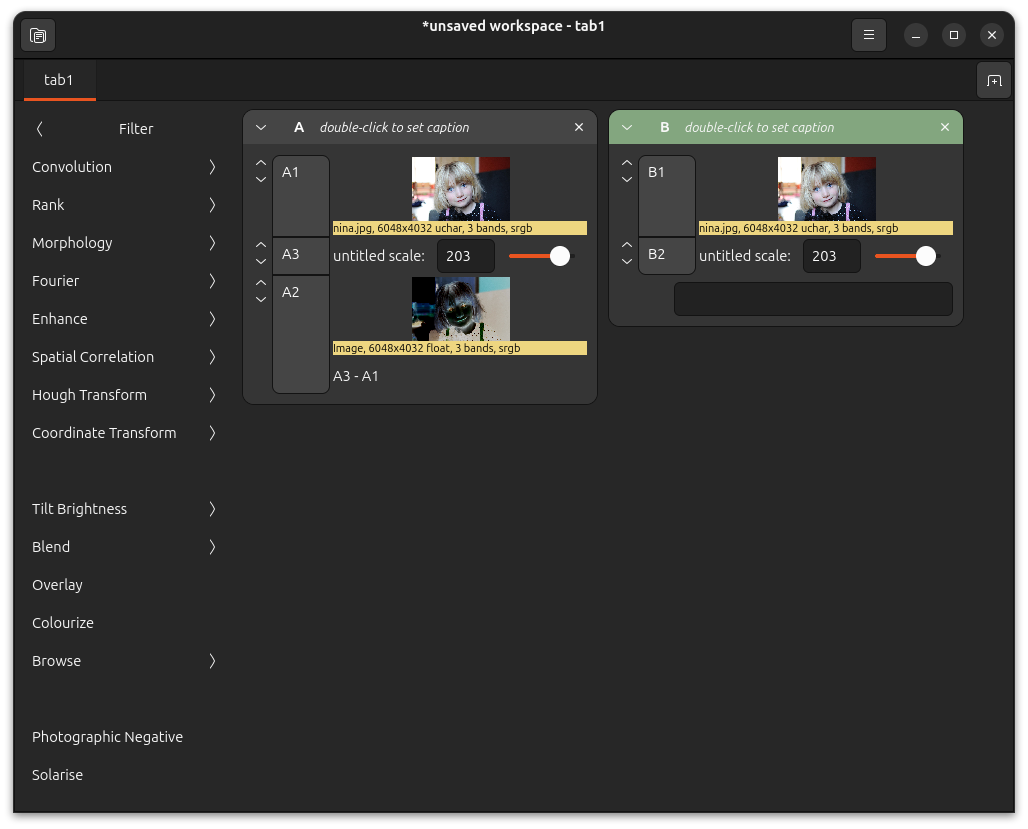 *unsaved workspace - tab1
tab1
Filter
Convolution
Rank
Morphology
Fourier
Enhance
Spatial Correlation
Hough Transform
Coordinate Transform
Tilt Brightness
Blend
Overlay
Colourize
Browse
Photographic Negative
Solarise
A double-click to set caption
A1
nina.jpg, 6048x4032 uchar, 3 bands, srgb
A3 untitled scale: 203
A2
Image, 6048x4032 float, 3 bands, srgb
A3 - A1
B double-click to set caption
B1
nina.jpg, 6048x4032 uchar, 3 bands, srgb
B2 untitled scale: 203